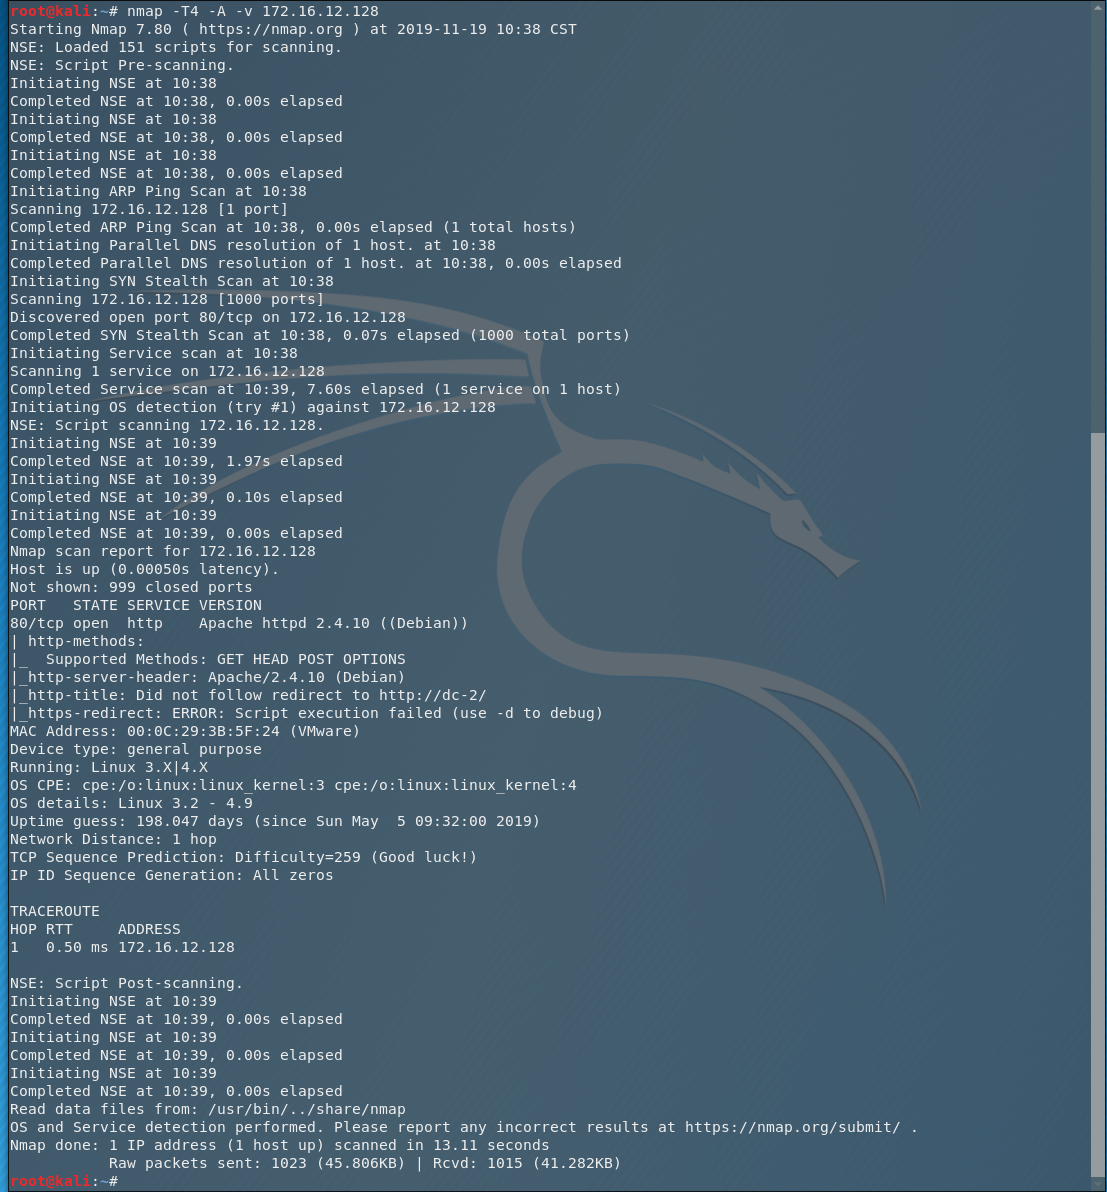 root@kali:~# nmap -T4 -A -v 172.16.12.128
Starting Nmap 7.80 ( https://nmap.org ) at 2019-11-19 10:38 CST
NSE: Loaded 151 scripts for scanning.
NSE: Script Pre-scanning.
Initiating NSE at 10:38
Completed NSE at 10:38, 0.00s elapsed
Initiating NSE at 10:38
Completed NSE at 10:38, 0.00s elapsed
Initiating NSE at 10:38
Completed NSE at 10:38, 0.00s elapsed
Initiating ARP Ping Scan at 10:38
Scanning 172.16.12.128 [1 port]
Completed ARP Ping Scan at 10:38, 0.00s elapsed (1 total hosts)
Initiating Parallel DNS resolution of 1 host. at 10:38
Completed Parallel DNS resolution of 1 host. at 10:38, 0.00s elapsed
Initiating SYN Stealth Scan at 10:38
Scanning 172.16.12.128 [1000 ports]
Discovered open port 80/tcp on 172.16.12.128
Completed SYN Stealth Scan at 10:38, 0.07s elapsed (1000 total ports)
Initiating Service scan at 10:38
Scanning 1 service on 172.16.12.128
Completed Service scan at 10:39, 7.60s elapsed (1 service on 1 host)
Initiating OS detection (try #1) against 172.16.12.128
NSE: Script scanning 172.16.12.128.
Initiating NSE at 10:39
Completed NSE at 10:39, 1.97s elapsed
Initiating NSE at 10:39
Completed NSE at 10:39, 0.10s elapsed
Initiating NSE at 10:39
Completed NSE at 10:39, 0.00s elapsed
Nmap scan report for 172.16.12.128
Host is up (0.00050s latency).
Not shown: 999 closed ports
PORT   STATE SERVICE VERSION
80/tcp open  http    Apache httpd 2.4.10 ((Debian))
| http-methods:
|_  Supported Methods: GET HEAD POST OPTIONS
|_http-server-header: Apache/2.4.10 (Debian)
|_http-title: Did not follow redirect to http://dc-2/
|_https-redirect: ERROR: Script execution failed (use -d to debug)
MAC Address: 00:0C:29:3B:5F:24 (VMware)
Device type: general purpose
Running: Linux 3.X|4.X
OS CPE: cpe:/o:linux:linux_kernel:3 cpe:/o:linux:linux_kernel:4
OS details: Linux 3.2 - 4.9
Uptime guess: 198.047 days (since Sun May  5 09:32:00 2019)
Network Distance: 1 hop
TCP Sequence Prediction: Difficulty=259 (Good luck!)
IP ID Sequence Generation: All zeros

TRACEROUTE
HOP RTT     ADDRESS
1   0.50 ms 172.16.12.128

NSE: Script Post-scanning.
Initiating NSE at 10:39
Completed NSE at 10:39, 0.00s elapsed
Initiating NSE at 10:39
Completed NSE at 10:39, 0.00s elapsed
Initiating NSE at 10:39
Completed NSE at 10:39, 0.00s elapsed
Read data files from: /usr/bin/../share/nmap
OS and Service detection performed. Please report any incorrect results at https://nmap.org/submit/ .
Nmap done: 1 IP address (1 host up) scanned in 13.11 seconds
           Raw packets sent: 1023 (45.806KB) | Rcvd: 1015 (41.282KB)
root@kali:~#